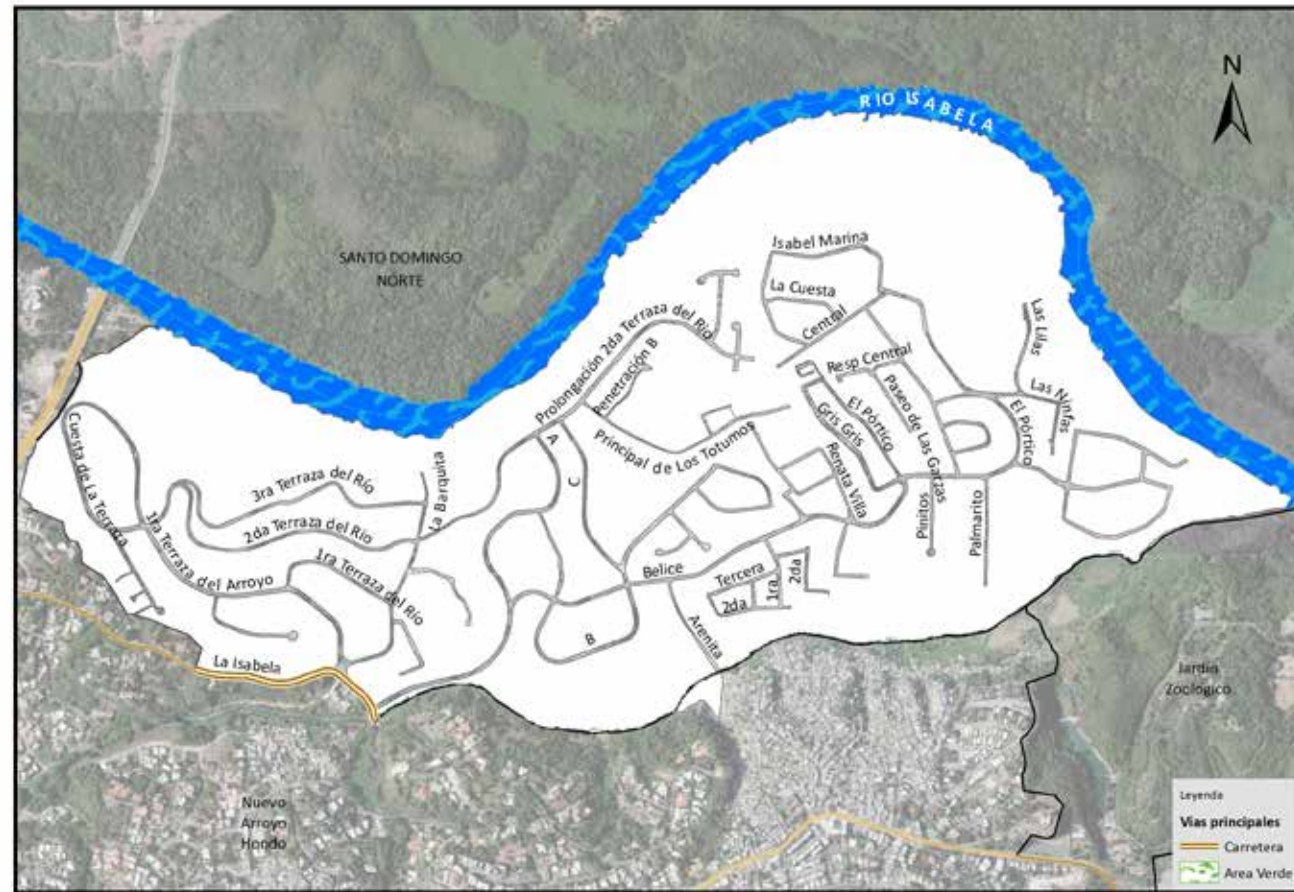 N
RIO ISABELA
SANTO DOMINGO
NORTE
Isabel Marina
La Cuesta
Central
Las Lilas
Prolongación 2da Terraza del Río
Penetración B
Resp Central
Paseo de Las Garzas
Las Ninfas
El Pórtico
El Pórtico
Gris Gris
Principal de Los Totumos
Renata Villa
A
C
La Barquita
Cuesta de La Terraza
3ra Terraza del Río
2da Terraza del Río
1ra Terraza del Arroyo
1ra Terraza del Río
Pinitos
Palmarito
Belice
Tercera
2da
1ra
2da
B
Arenita
La Isabela
Jardín
Zoologico
Nuevo
Arroyo
Hondo
Leyenda
Vias principales
Carretera
Area Verde